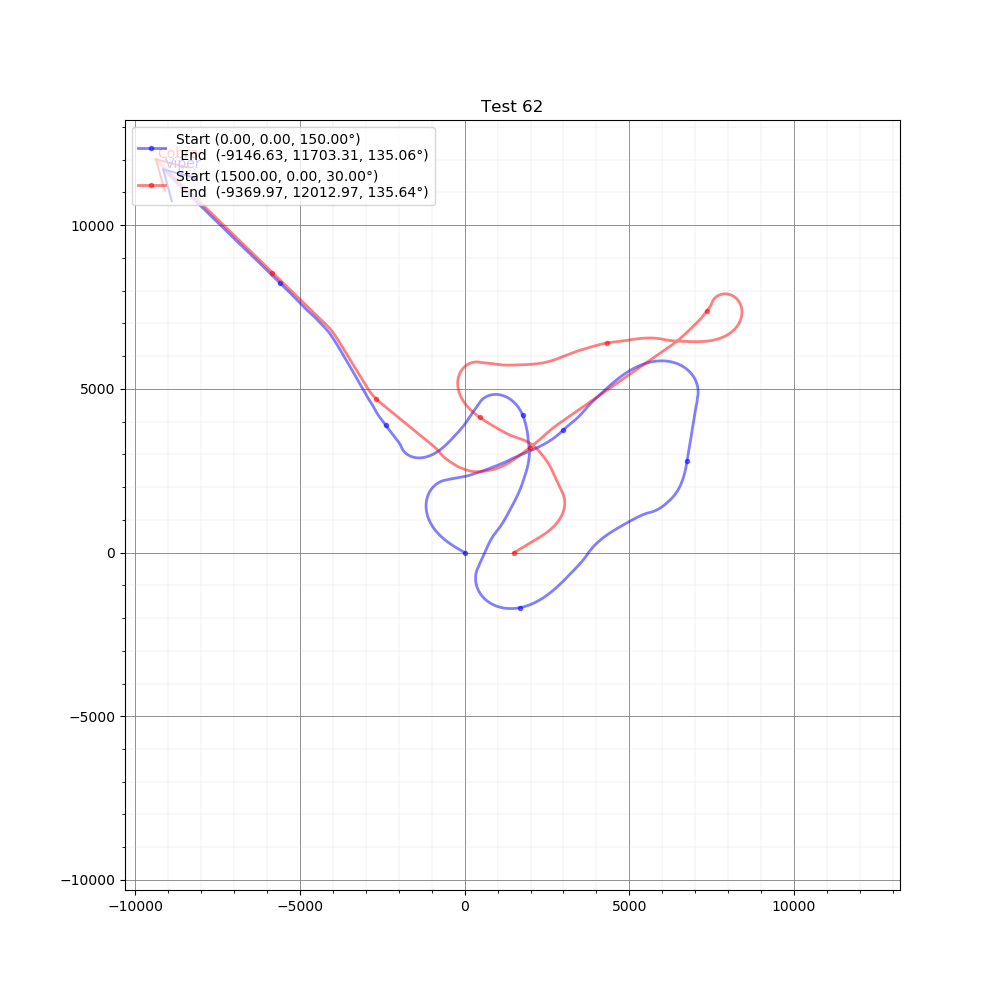 Test 62
Start (0.00, 0.00, 150.00°)
End (-9146.63, 11703.31, 135.06°)
Start (1500.00, 0.00, 30.00°)
End (-9369.97, 12012.97, 135.64°)
10000
5000
0
−5000
−10000
−10000 −5000 0 5000 10000